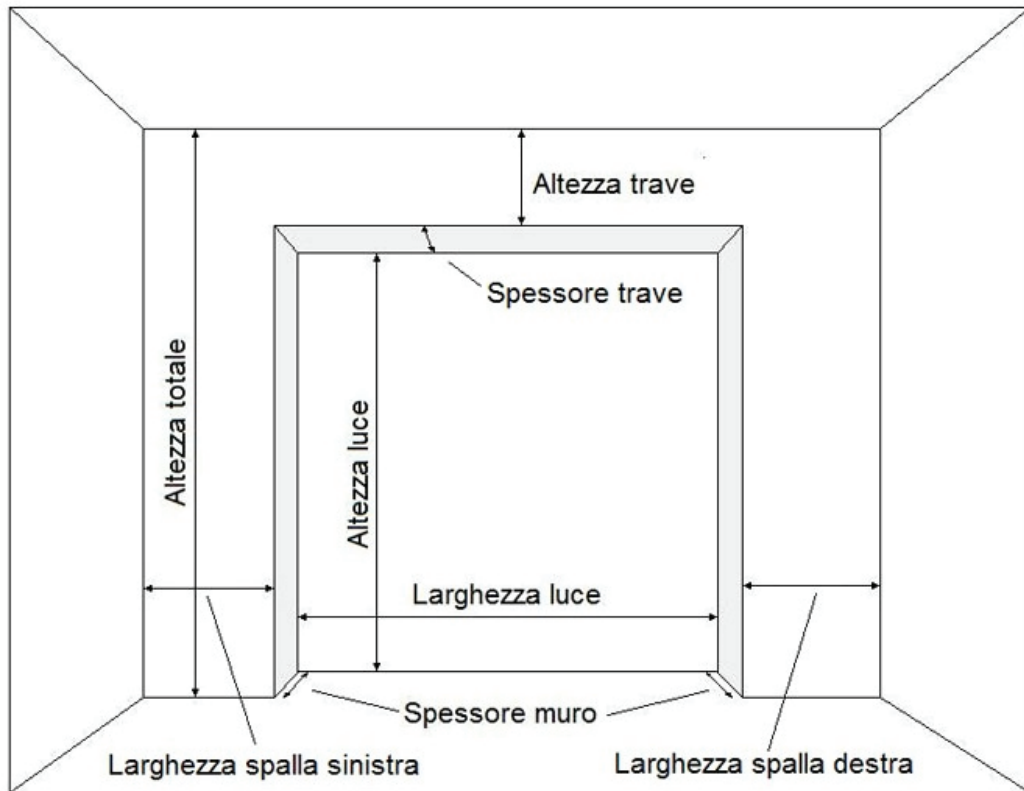 Altezza trave
Spessore trave
Altezza totale
Altezza luce
Larghezza luce
Spessore muro
Larghezza spalla sinistra
Larghezza spalla destra